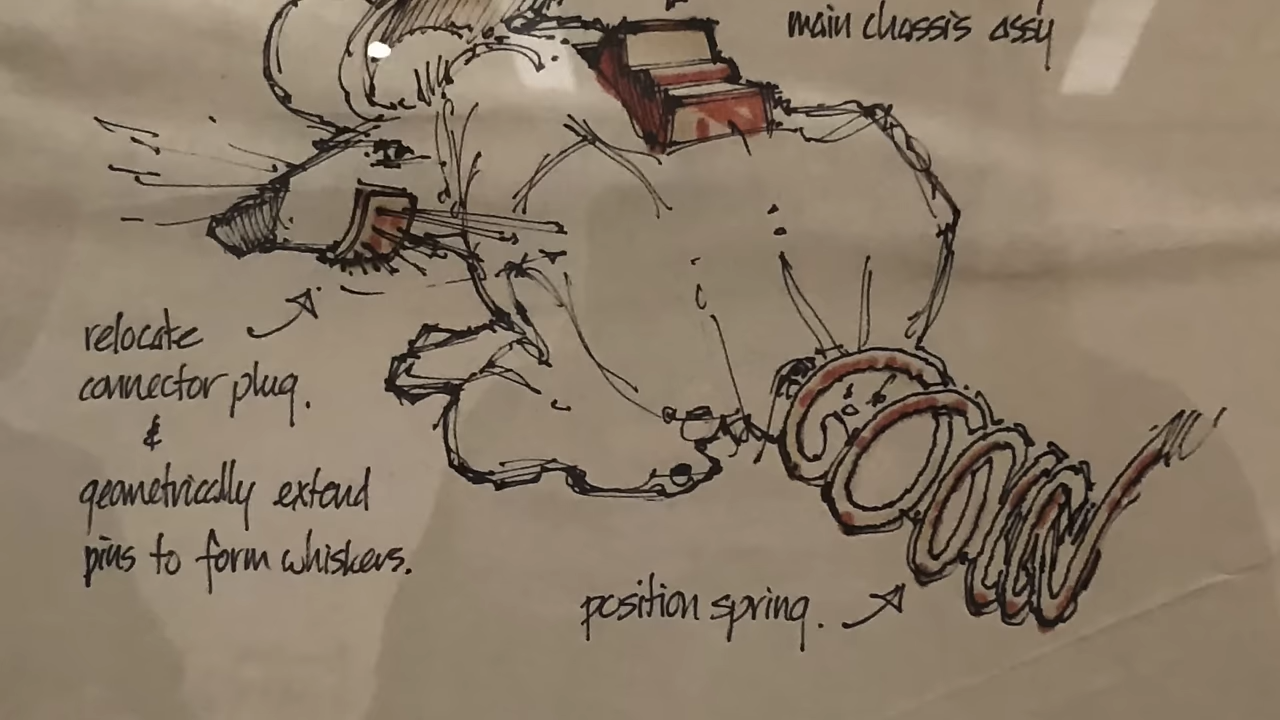 main chassis assy
relocate
connector plug.
&
geometrically extend
pins to form whiskers.
position spring.